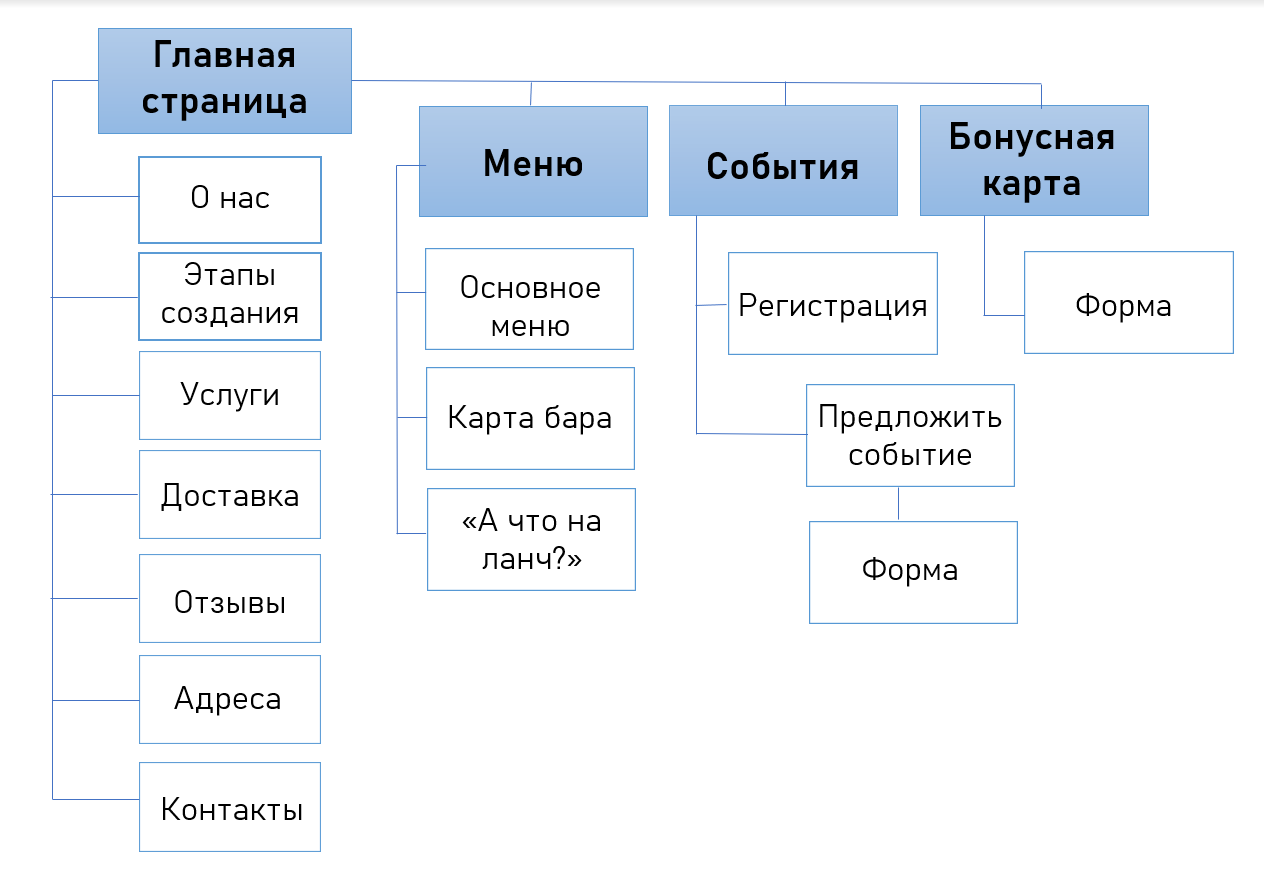 Главная
страница
О нас
Этапы
создания
Услуги
Доставка
Отзывы
Адреса
Контакты
Меню
Основное
меню
Карта бара
«А что на
ланч?»
События
Регистрация
Предложить
событие
Форма
Бонусная
карта
Форма